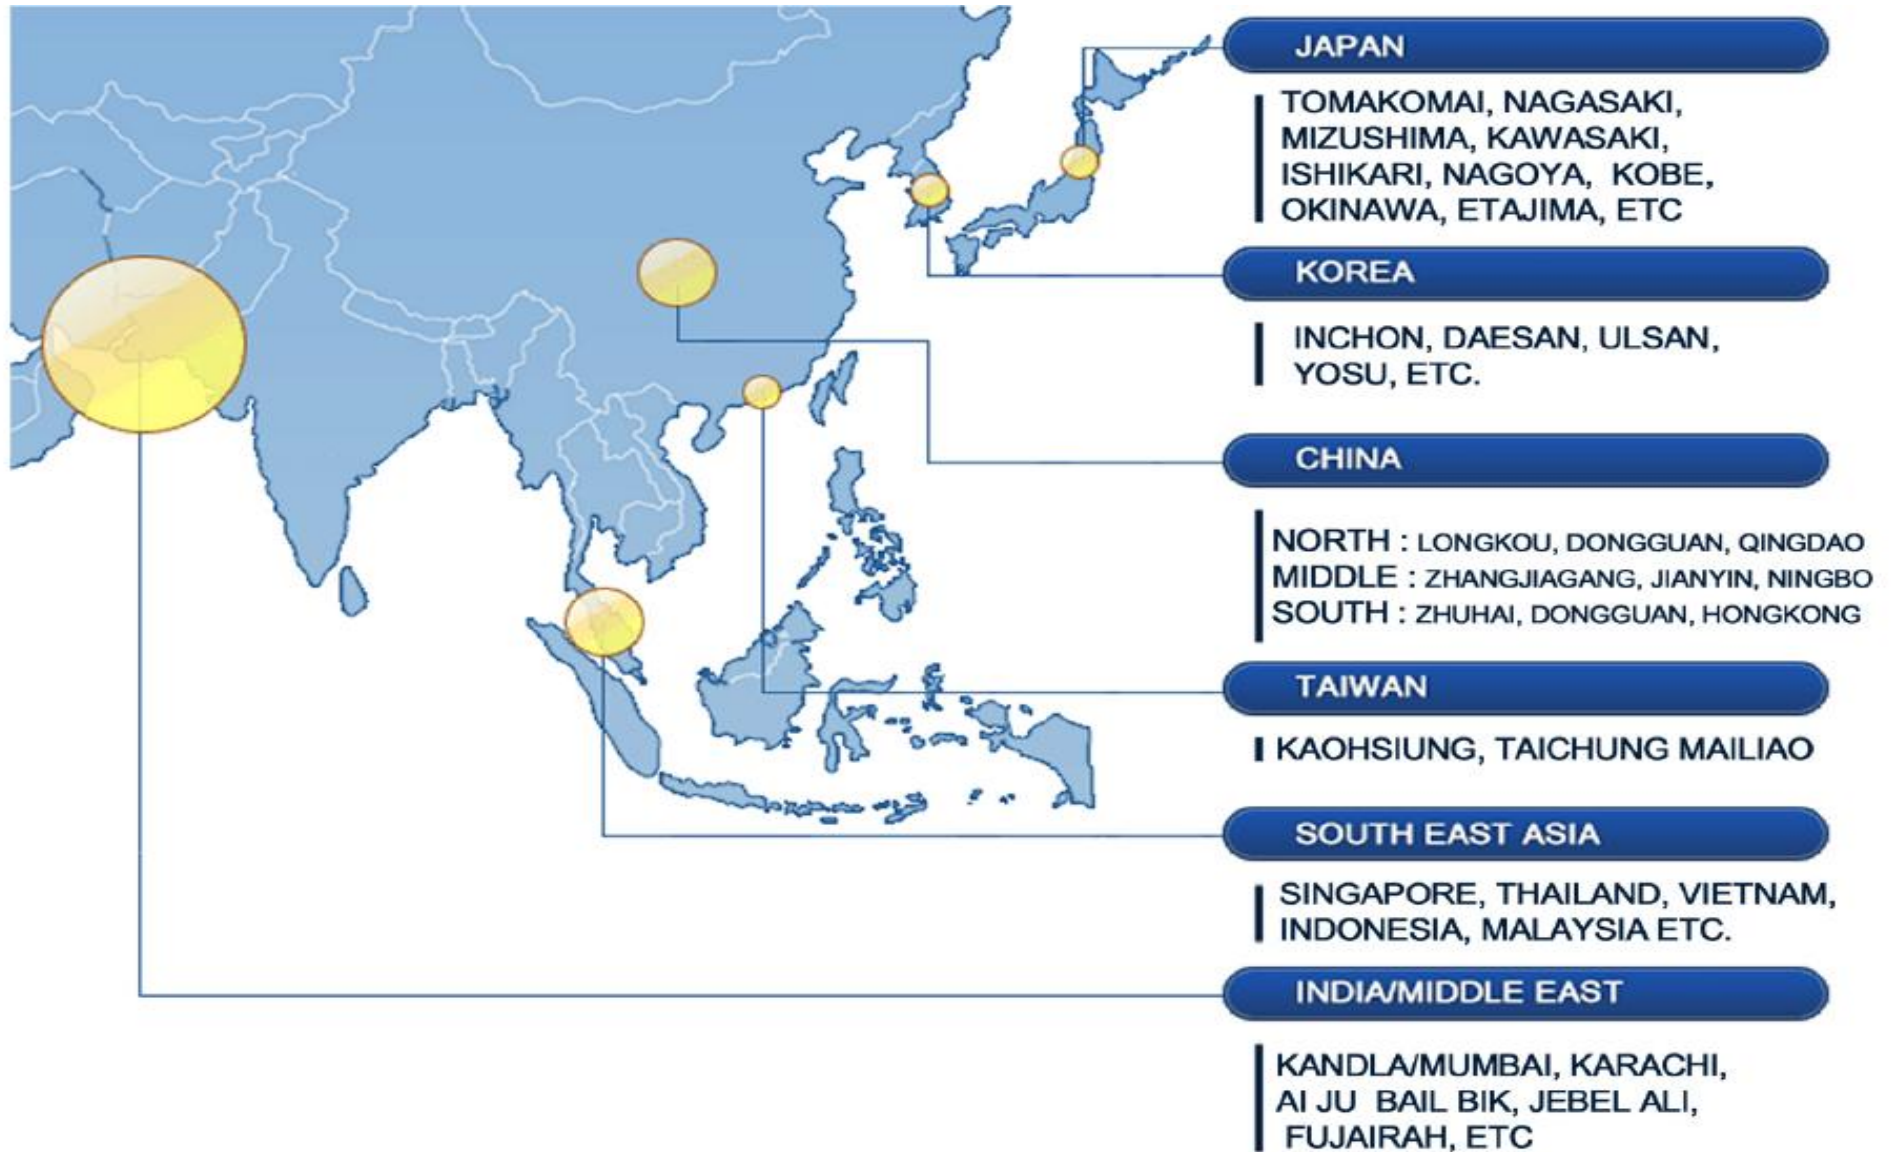 JAPAN
TOMAKOMAI, NAGASAKI,
MIZUSHIMA, KAWASAKI,
ISHIKARI, NAGOYA, KOBE,
OKINAWA, ETAJIMA, ETC
KOREA
INCHON, DAESAN, ULSAN,
YOSU, ETC.
CHINA
NORTH : LONGKOU, DONGGUAN, QINGDAO
MIDDLE : ZHANGJIAGANG, JIANYIN, NINGBO
SOUTH : ZHUHAI, DONGGUAN, HONGKONG
TAIWAN
KAOHSIUNG, TAICHUNG MAILIAO
SOUTH EAST ASIA
SINGAPORE, THAILAND, VIETNAM,
INDONESIA, MALAYSIA ETC.
INDIA/MIDDLE EAST
KANDLA/MUMBAI, KARACHI,
AI JU BAIL BIK, JEBEL ALI,
FUJAIRAH, ETC